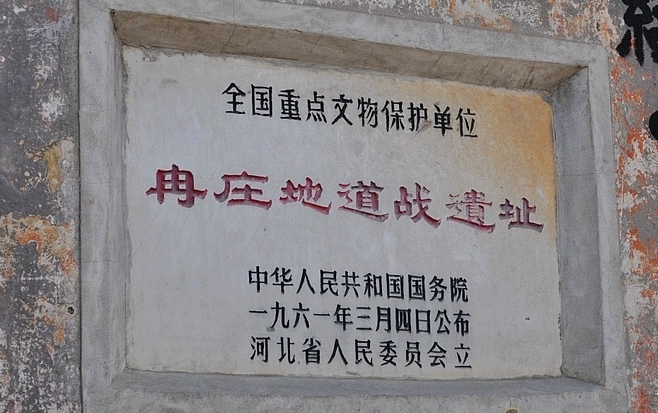 全国重点文物保护单位
冉庄地道战遺址
中华人民共和国国务院
一九六一年三月四日公布
河北省人民委员会立